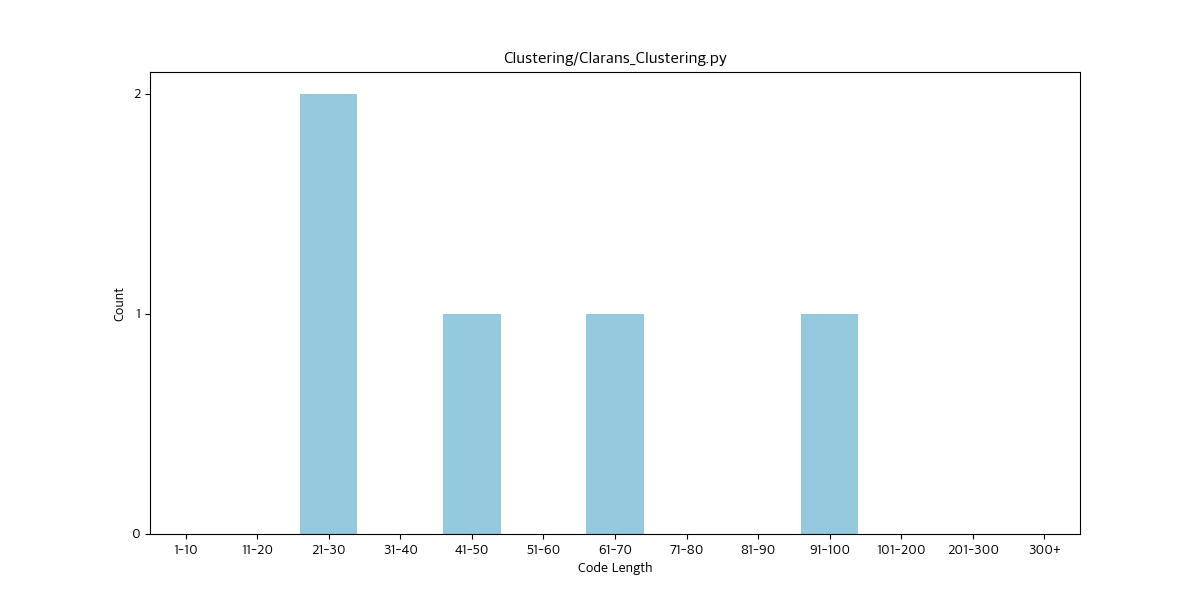 Clustering/Clarans_Clustering.py
2
1
0
Count
1-10 11-20 21-30 31-40 41-50 51-60 61-70 71-80 81-90 91-100 101-200 201-300 300+
Code Length